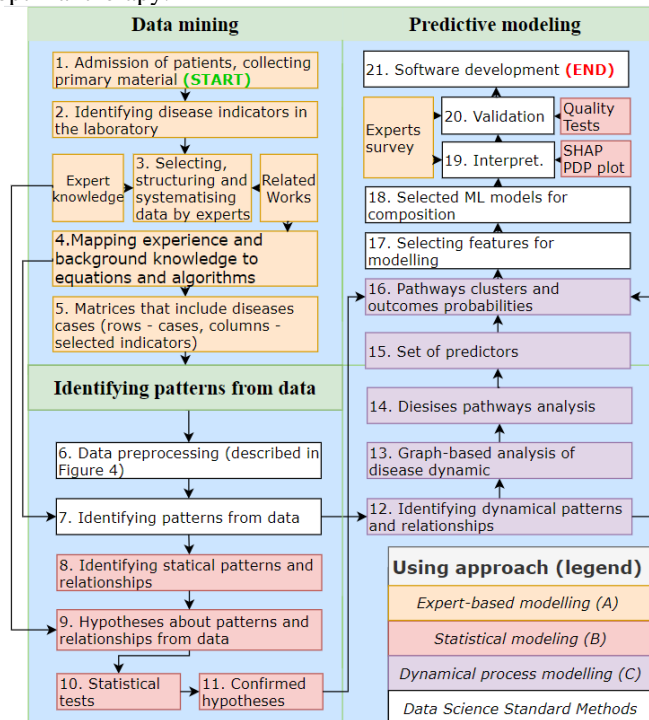 Data mining
1. Admission of patients, collecting
primary material (START)
2. Identifying disease indicators in
the laboratory
Expert
knowledge
3. Selecting,
structuring and
systematising
data by experts
Related
Works
4.Mapping experience and
background knowledge to
equations and algorithms
5. Matrices that include diseases
cases (rows - cases, columns -
selected indicators)
Identifying patterns from data
6. Data preprocessing (described in
Figure 4)
7. Identifying patterns from data
8. Identifying statical patterns and
relationships
9. Hypotheses about patterns and
relationships from data
10. Statistical
tests
11. Confirmed
hypotheses
Predictive modeling
21. Software development (END)
Experts
survey
20. Validation
Quality
Tests
19. Interpret.
SHAP
PDP plot
18. Selected ML models for
composition
17. Selecting features for
modelling
16. Pathways clusters and
outcomes probabilities
15. Set of predictors
14. Diesises pathways analysis
13. Graph-based analysis of
disease dynamic
12. Identifying dynamical patterns
and relationships
Using approach (legend)
Expert-based modelling (A)
Statistical modelling (B)
Dynamical process modelling (C)
Data Science Standard Methods